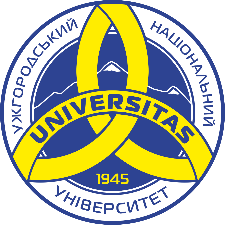 УЖГОРОДСЬКИЙ
НАЦІОНАЛЬНИЙ
UNIVERSITAS
1945
УНІВЕРСИТЕТ